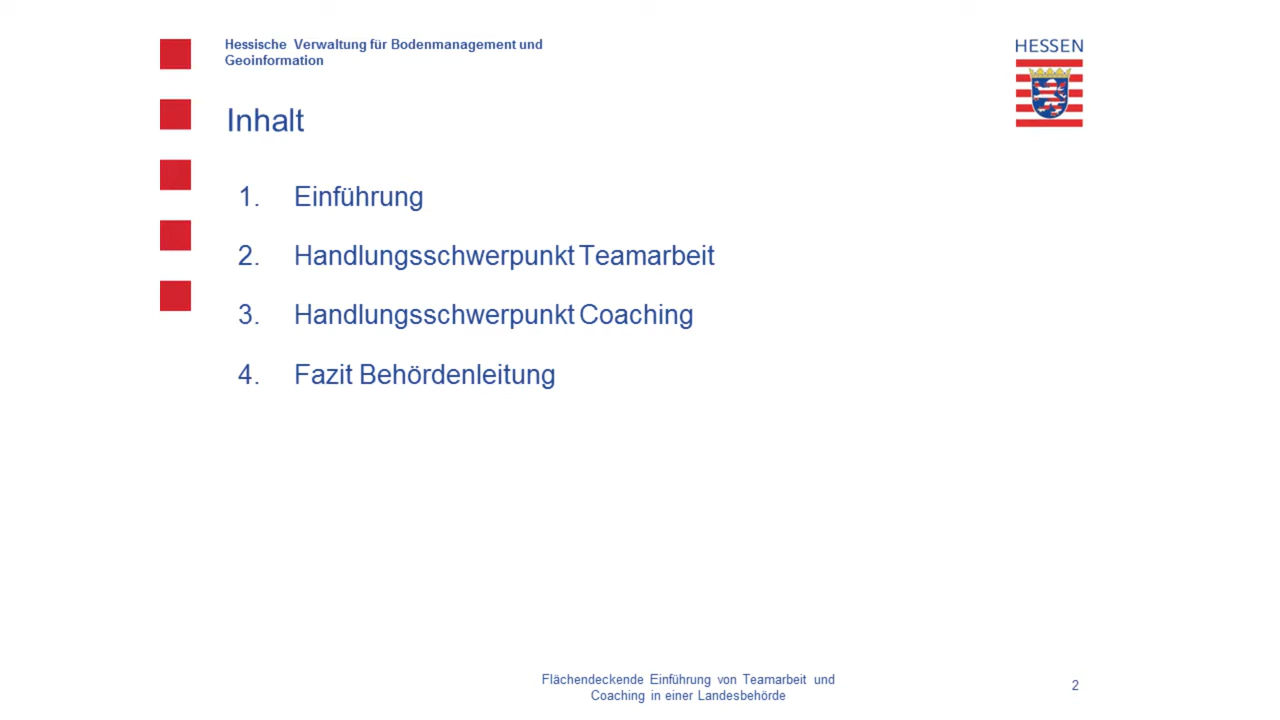 Hessische Verwaltung für Bodenmanagement und
Geoinformation
HESSEN
Inhalt
1. Einführung
2. Handlungsschwerpunkt Teamarbeit
3. Handlungsschwerpunkt Coaching
4. Fazit Behördenleitung
Flächendeckende Einführung von Teamarbeit und
Coaching in einer Landesbehörde
2